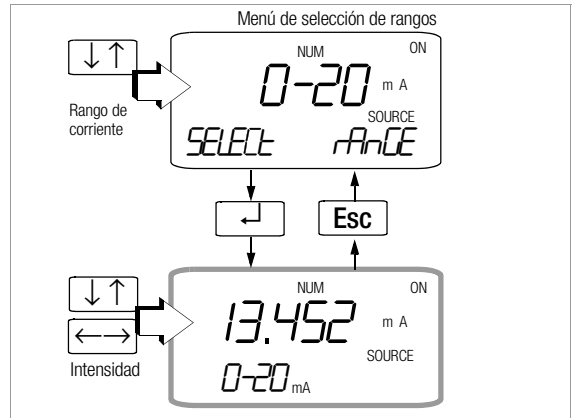 Menú de selección de rangos
↓↑
NUM ON
0-20 m A
Rango de
corriente
SOURCE
SELECt rAnGE
↵ Esc
↓↑
NUM ON
13.452 m A
←→
SOURCE
Intensidad
0-20 mA